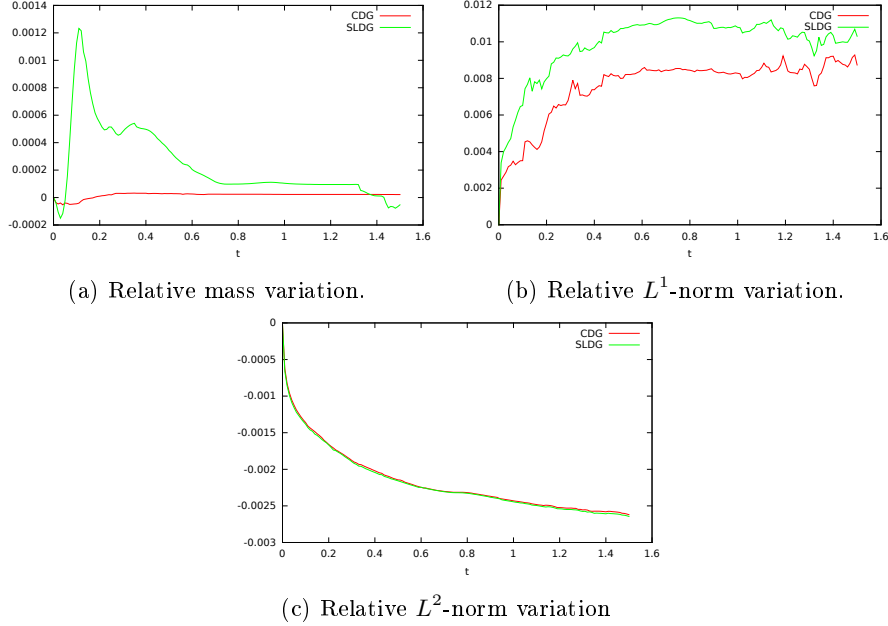 0.0014
0.0012
0.001
0.0008
0.0006
0.0004
0.0002
0
-0.0002
0 0.2 0.4 0.6 0.8 1 1.2 1.4 1.6
t
CDG
SLDG
(a) Relative mass variation.
0.012
0.01
0.008
0.006
0.004
0.002
0
0 0.2 0.4 0.6 0.8 1 1.2 1.4 1.6
t
CDG
SLDG
(b) Relative L¹-norm variation.
0
-0.0005
-0.001
-0.0015
-0.002
-0.0025
-0.003
0 0.2 0.4 0.6 0.8 1 1.2 1.4 1.6
t
CDG
SLDG
(c) Relative L²-norm variation